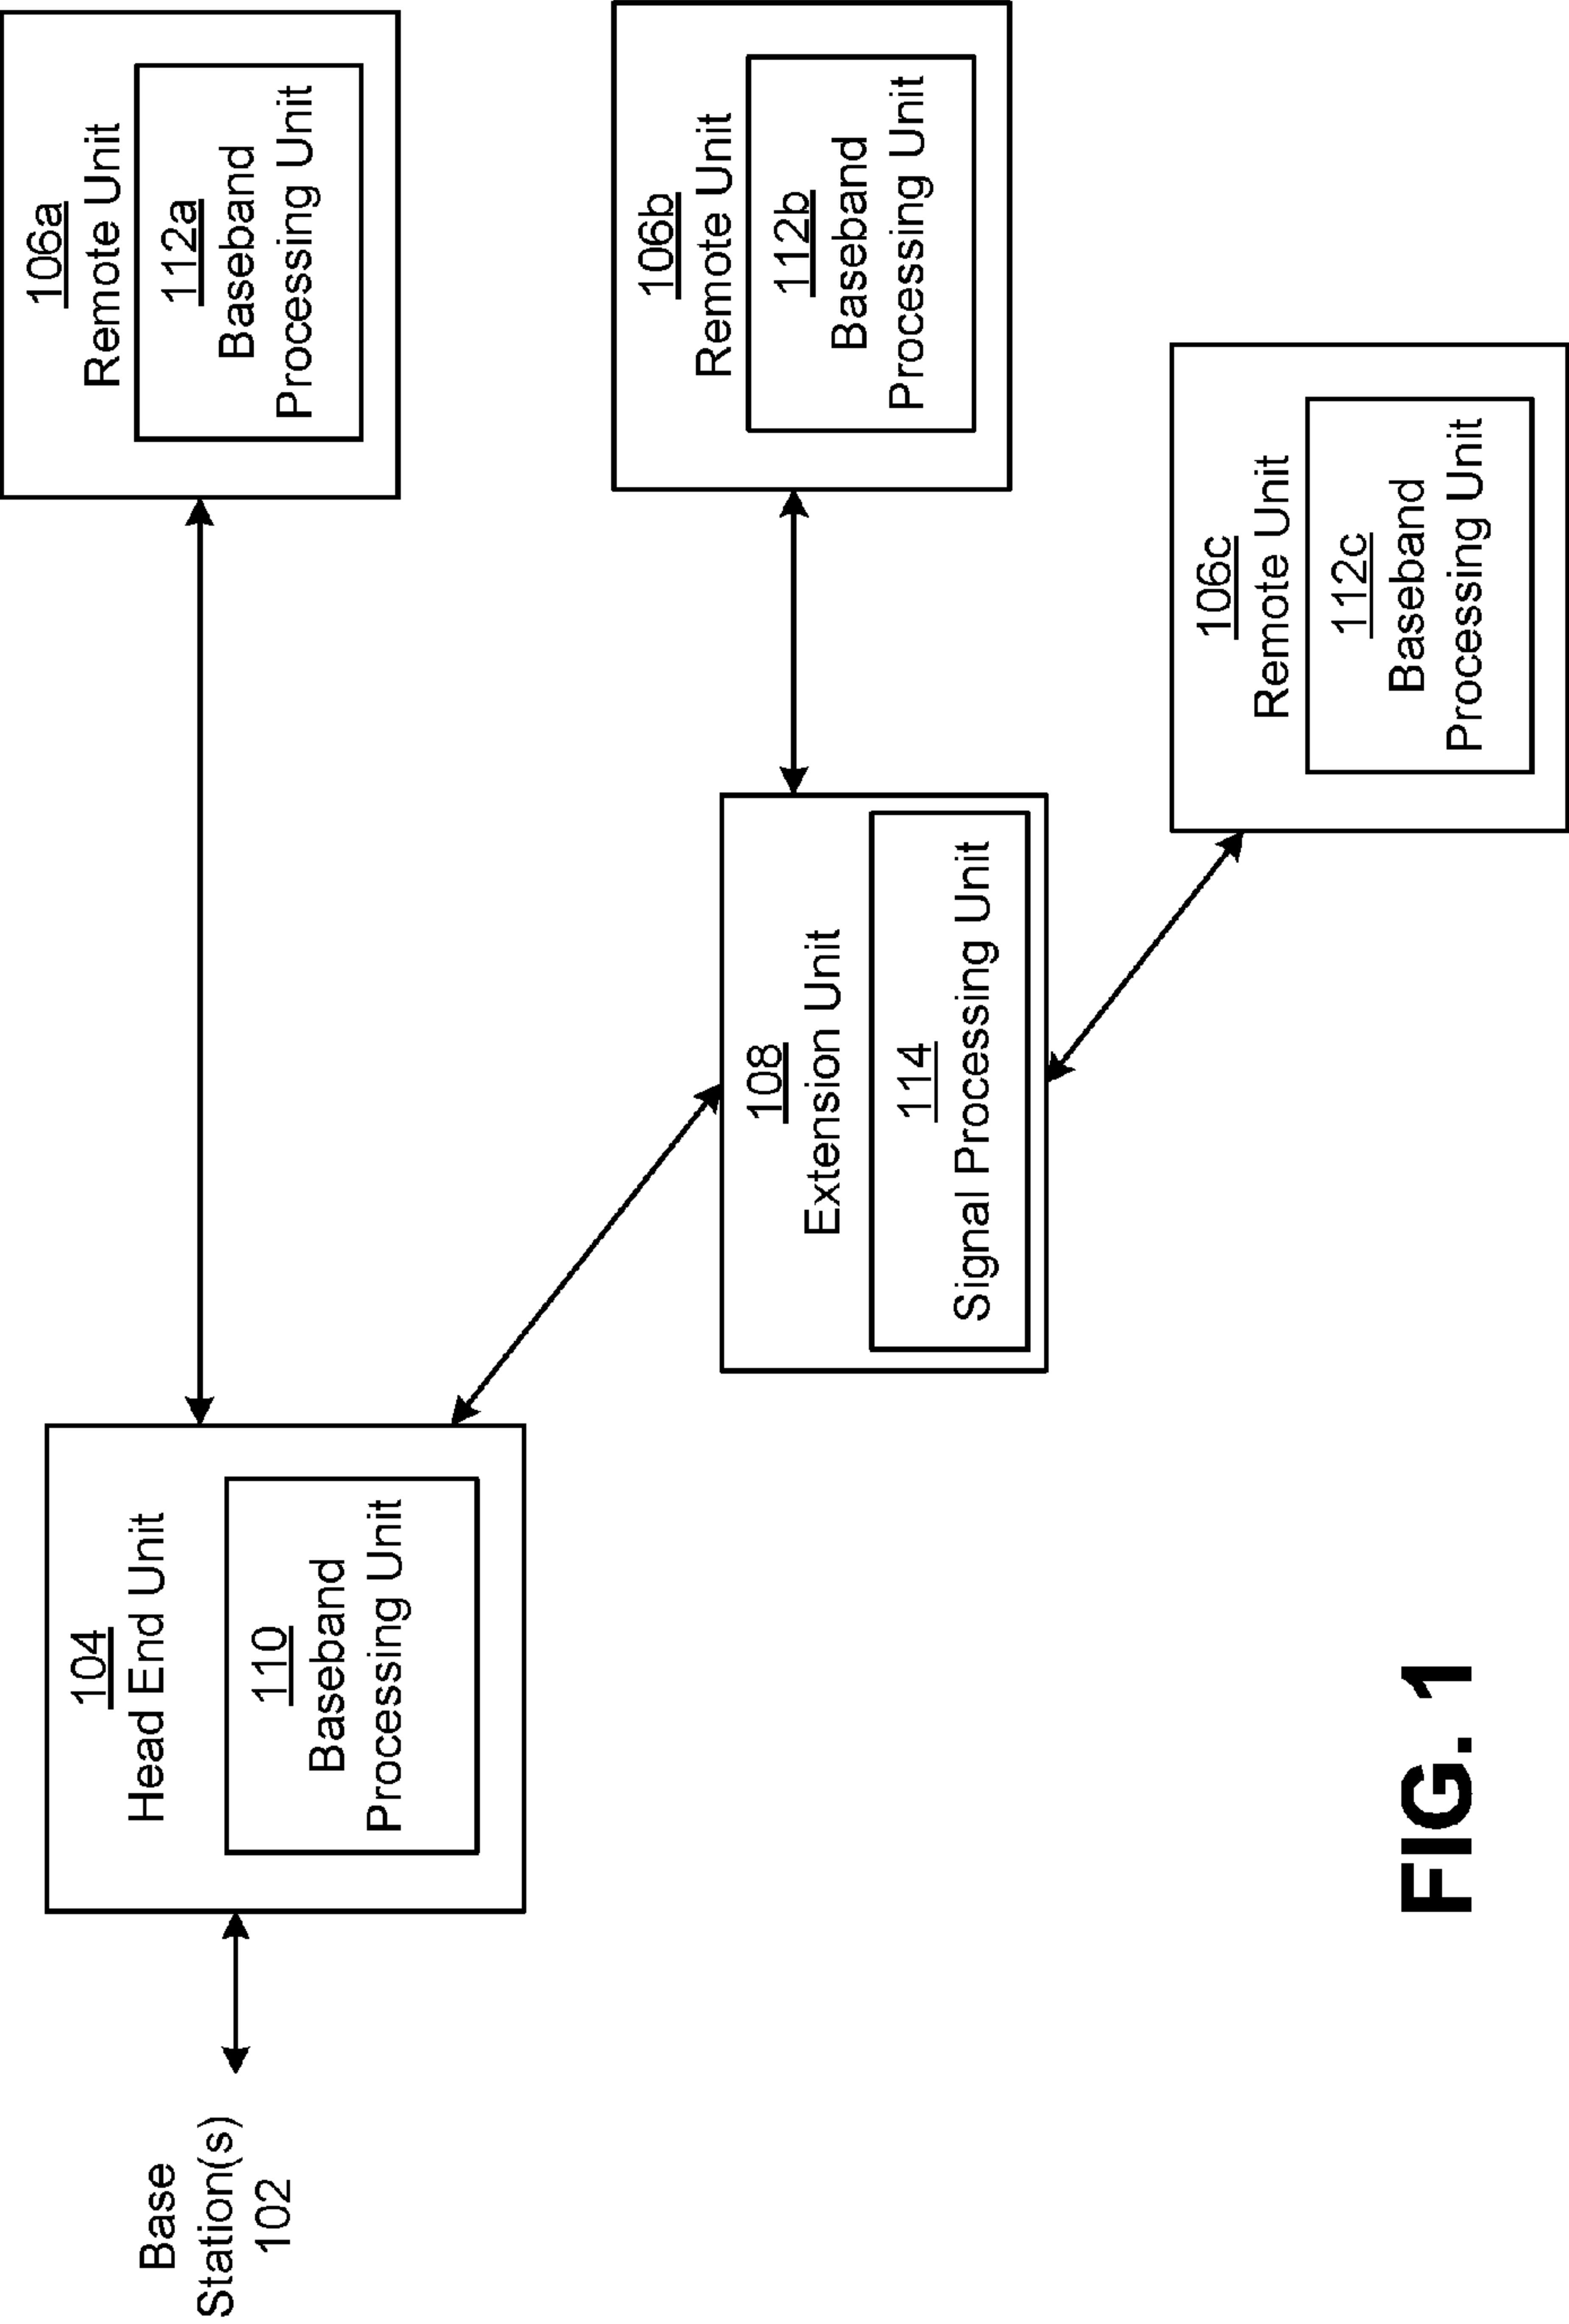 Base
Station(s)
102
104
Head End Unit
110
Baseband
Processing Unit
106a
Remote Unit
112a
Baseband
Processing Unit
108
Extension Unit
114
Signal Processing Unit
106b
Remote Unit
112b
Baseband
Processing Unit
106c
Remote Unit
112c
Baseband
Processing Unit
FIG. 1